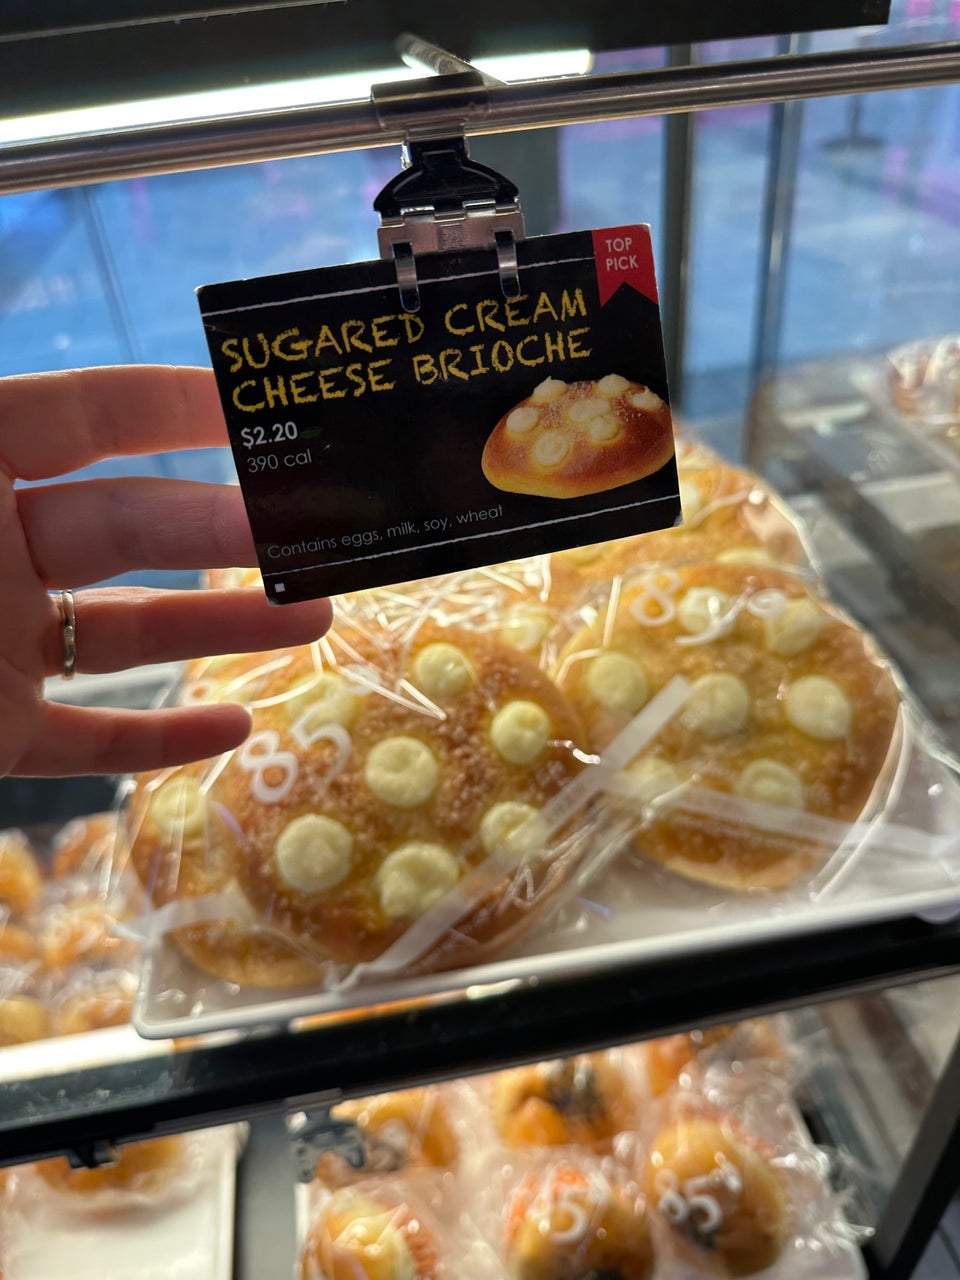 TOP
PICK
SUGARED CREAM
CHEESE BRIOCHE
$2.20
390 cal
Contains eggs, milk, soy, wheat
85
85°